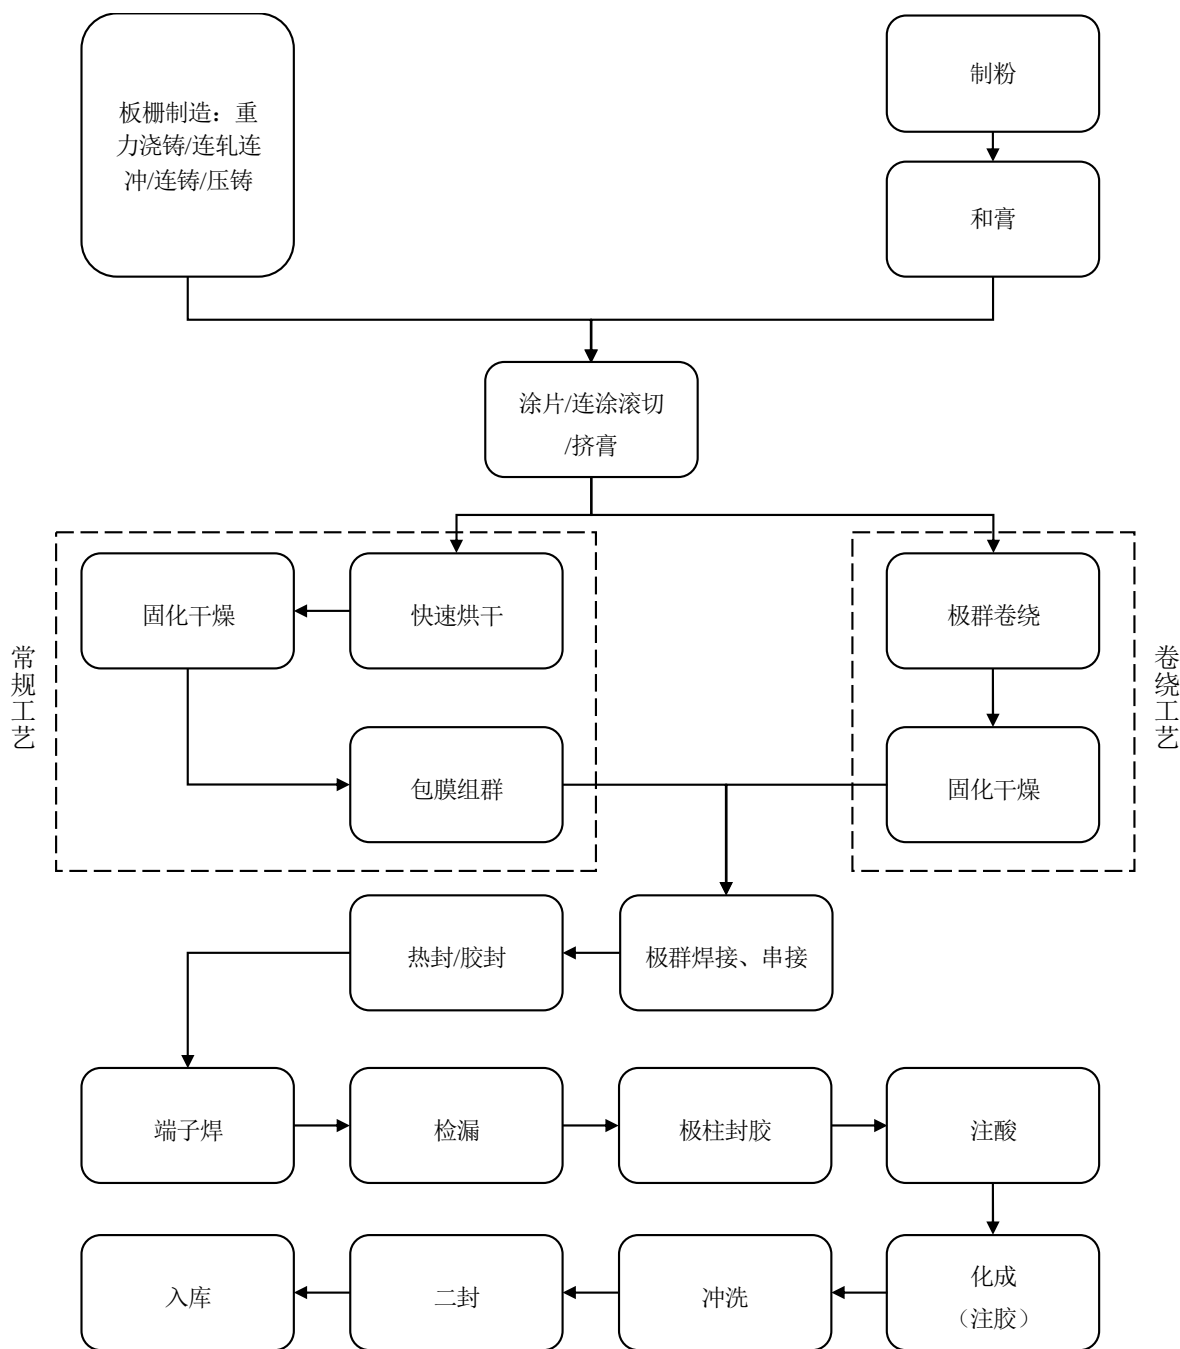 板栅制造：重
力浇铸/连轧连
冲/连铸/压铸
制粉
和膏
涂片/连涂滚切
/挤膏
常规工艺
固化干燥
快速烘干
包膜组群
极群卷绕
固化干燥
卷绕工艺
热封/胶封
极群焊接、串接
端子焊
检漏
极柱封胶
注酸
入库
二封
冲洗
化成
（注胶）